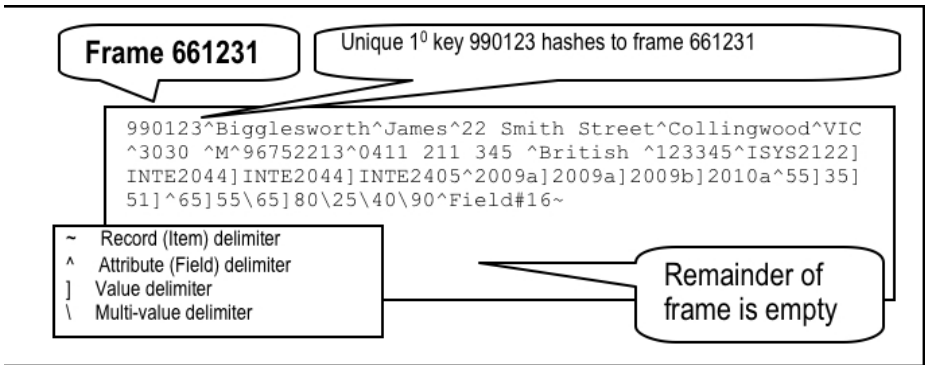 Frame 661231
Unique 1⁰ key 990123 hashes to frame 661231
990123^Bigglesworth^James^22 Smith Street^Collingwood^VIC
^3030 ^M^96752213^0411 211 345 ^British ^123345^ISYS2122]
INTE2044]INTE2044]INTE2405^2009a]2009a]2009b]2010a^55]35]
51]^65]55\65]80\25\40\90^Field#16~
~ Record (Item) delimiter
^ Attribute (Field) delimiter
] Value delimiter
\ Multi-value delimiter
Remainder of
frame is empty